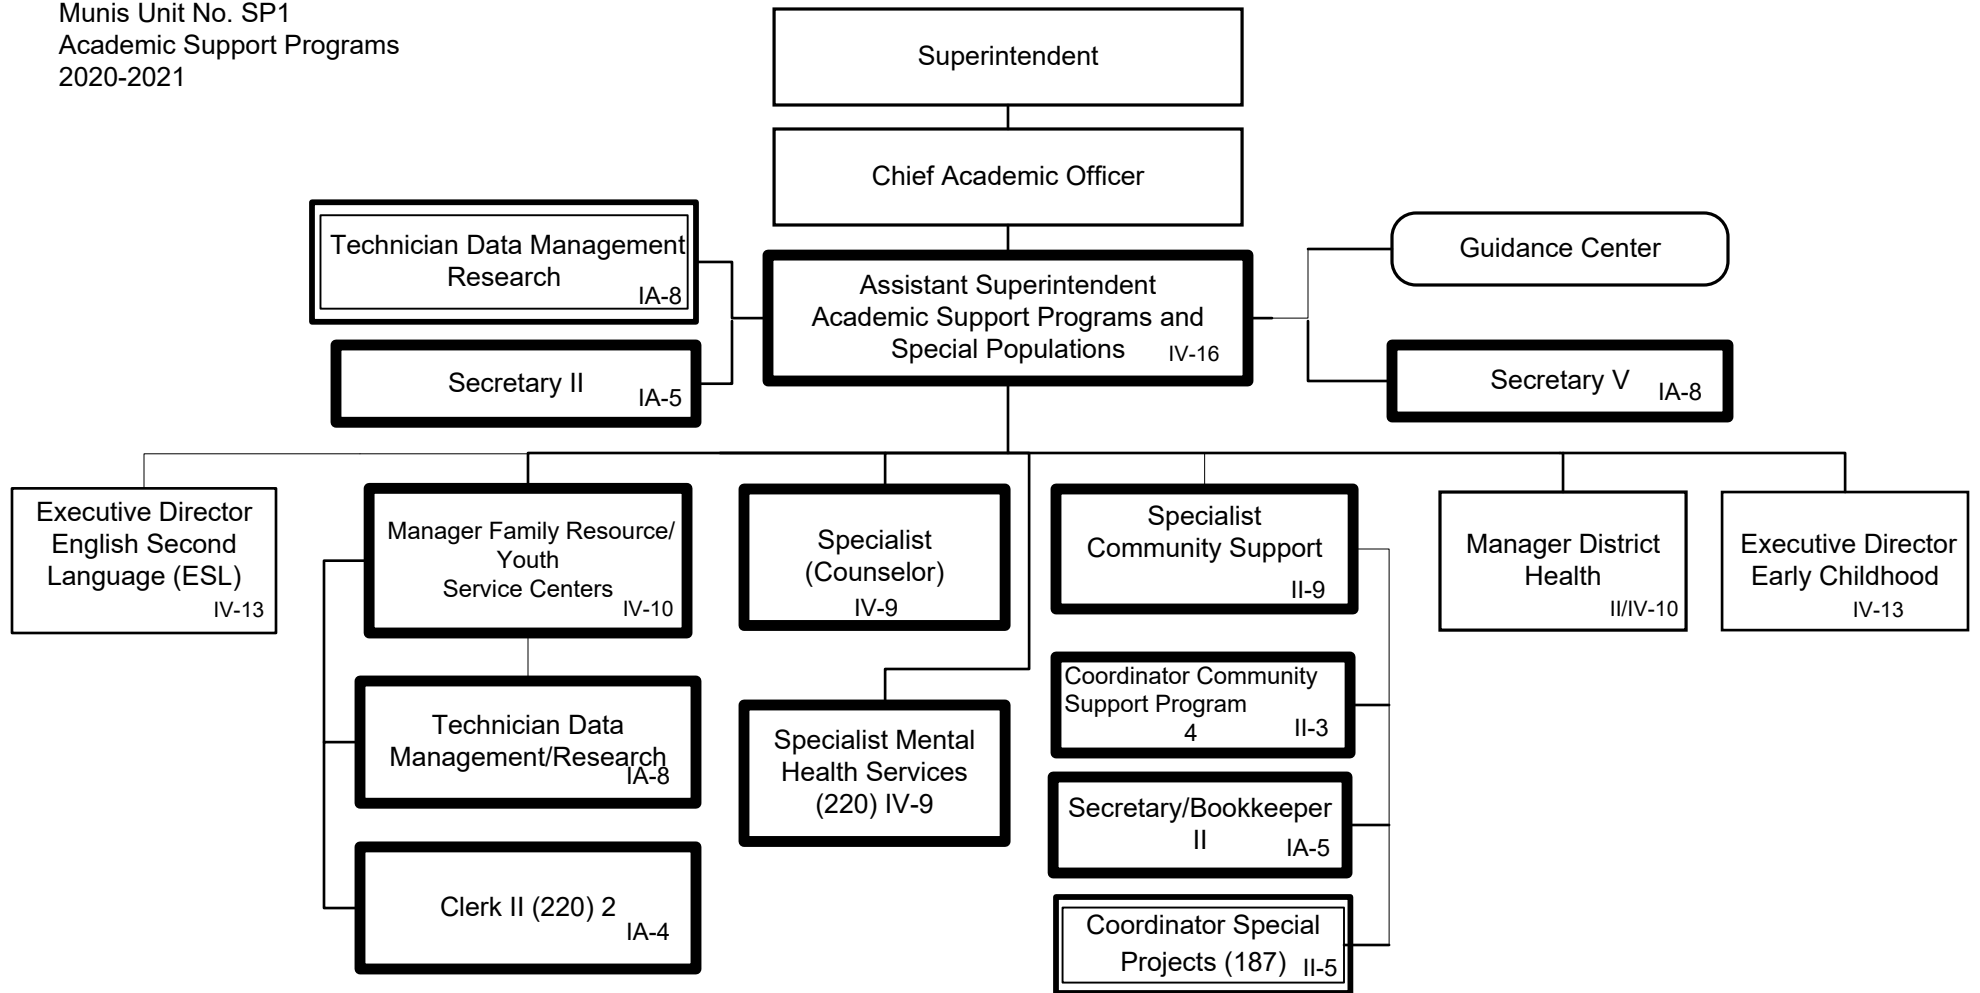 Munis Unit No. SP1
Academic Support Programs
2020-2021
Superintendent
Chief Academic Officer
Technician Data Management
Research
IA-8
Secretary II
IA-5
Assistant Superintendent
Academic Support Programs and
Special Populations IV-16
Guidance Center
Secretary V IA-8
Executive Director
English Second
Language (ESL)
IV-13
Manager Family Resource/
Youth
Service Centers
IV-10
Technician Data
Management/Research
IA-8
Clerk II (220) 2
IA-4
Specialist
(Counselor)
IV-9
Specialist Mental
Health Services
(220) IV-9
Specialist
Community Support
II-9
Coordinator Community
Support Program
4 II-3
Secretary/Bookkeeper
II IA-5
Coordinator Special
Projects (187) II-5
Manager District
Health
II/IV-10
Executive Director
Early Childhood
IV-13